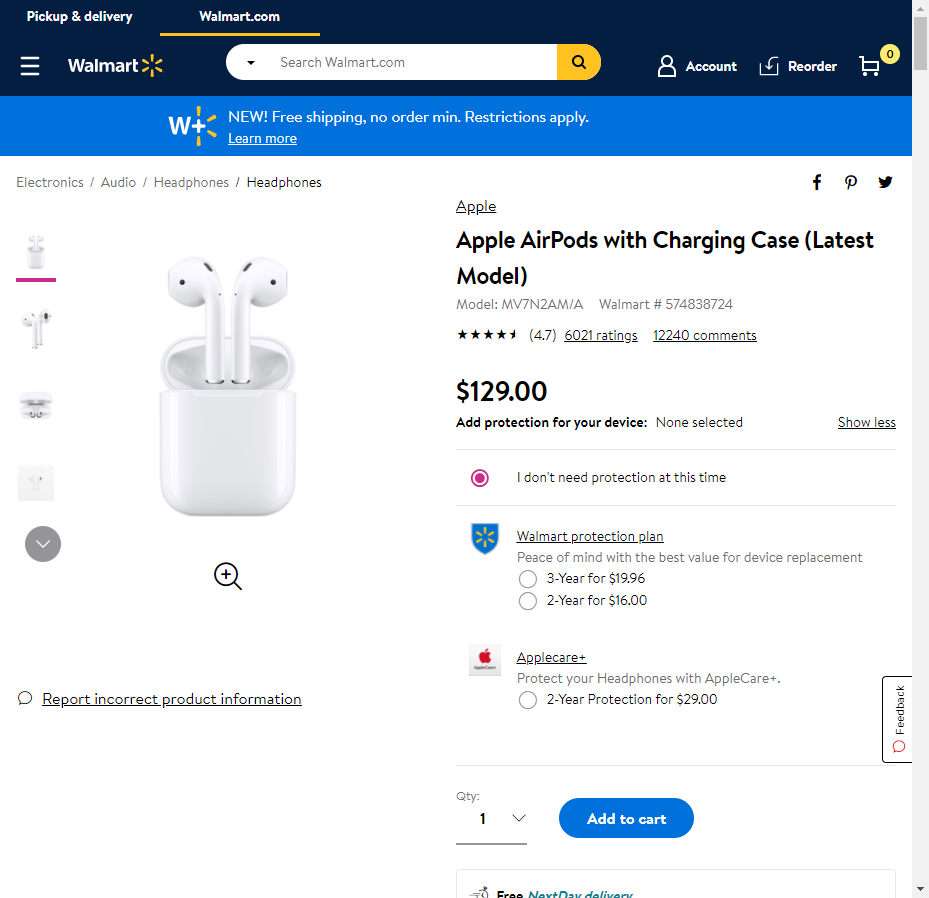 Pickup & delivery
Walmart.com
Walmart
Search Walmart.com
Account
Reorder
0
W+
NEW! Free shipping, no order min. Restrictions apply.
Learn more
Electronics / Audio / Headphones / Headphones
Apple
Apple AirPods with Charging Case (Latest
Model)
Model: MV7N2AM/A Walmart # 574838724
(4.7) 6021 ratings 12240 comments
$129.00
Add protection for your device: None selected
Show less
I don't need protection at this time
Walmart protection plan
Peace of mind with the best value for device replacement
3-Year for $19.96
2-Year for $16.00
AppleCare+
Applecare+
Protect your Headphones with AppleCare+.
2-Year Protection for $29.00
Report incorrect product information
Feedback
Qty:
1
Add to cart
Free NextDay delivery